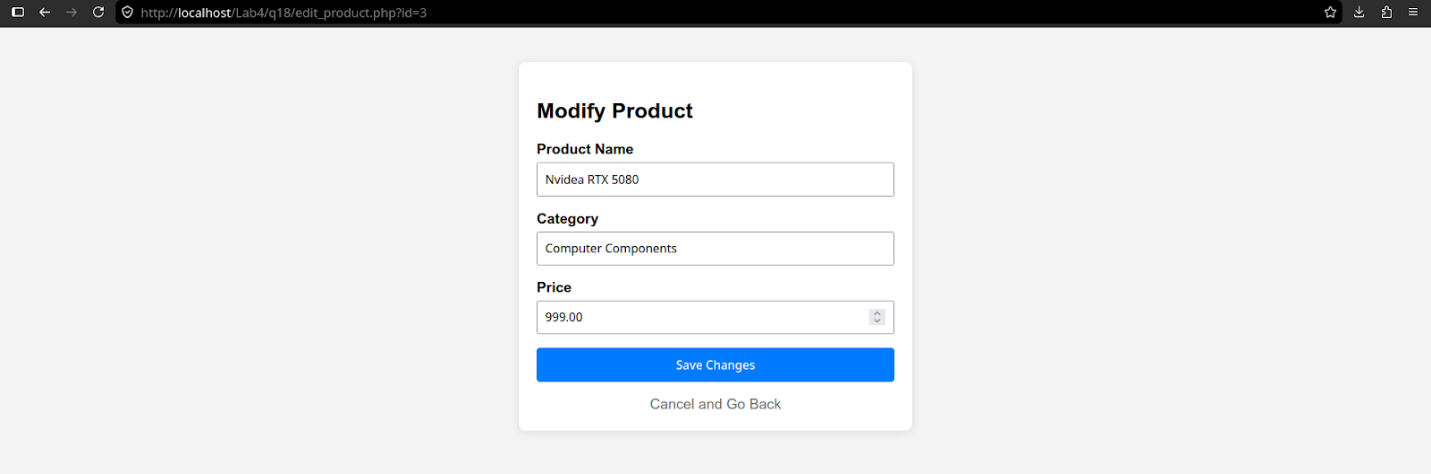 http://localhost/Lab4/q18/edit_product.php?id=3
Modify Product
Product Name
Nvidea RTX 5080
Category
Computer Components
Price
999.00
Save Changes
Cancel and Go Back